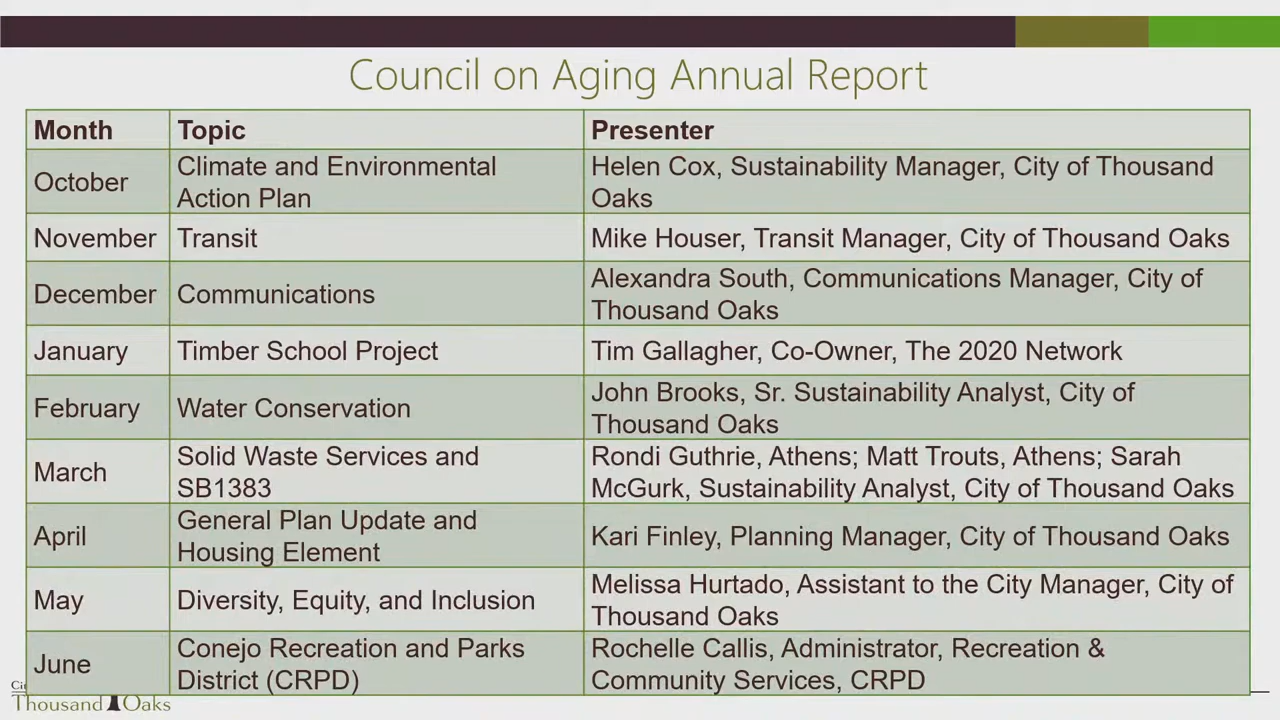 Council on Aging Annual Report
Month Topic Presenter
October Climate and Environmental Action Plan Helen Cox, Sustainability Manager, City of Thousand Oaks
November Transit Mike Houser, Transit Manager, City of Thousand Oaks
December Communications Alexandra South, Communications Manager, City of Thousand Oaks
January Timber School Project Tim Gallagher, Co-Owner, The 2020 Network
February Water Conservation John Brooks, Sr. Sustainability Analyst, City of Thousand Oaks
March Solid Waste Services and SB1383 Rondi Guthrie, Athens; Matt Trouts, Athens; Sarah McGurk, Sustainability Analyst, City of Thousand Oaks
April General Plan Update and Housing Element Kari Finley, Planning Manager, City of Thousand Oaks
May Diversity, Equity, and Inclusion Melissa Hurtado, Assistant to the City Manager, City of Thousand Oaks
June Conejo Recreation and Parks District (CRPD) Rochelle Callis, Administrator, Recreation & Community Services, CRPD
Thousand Oaks